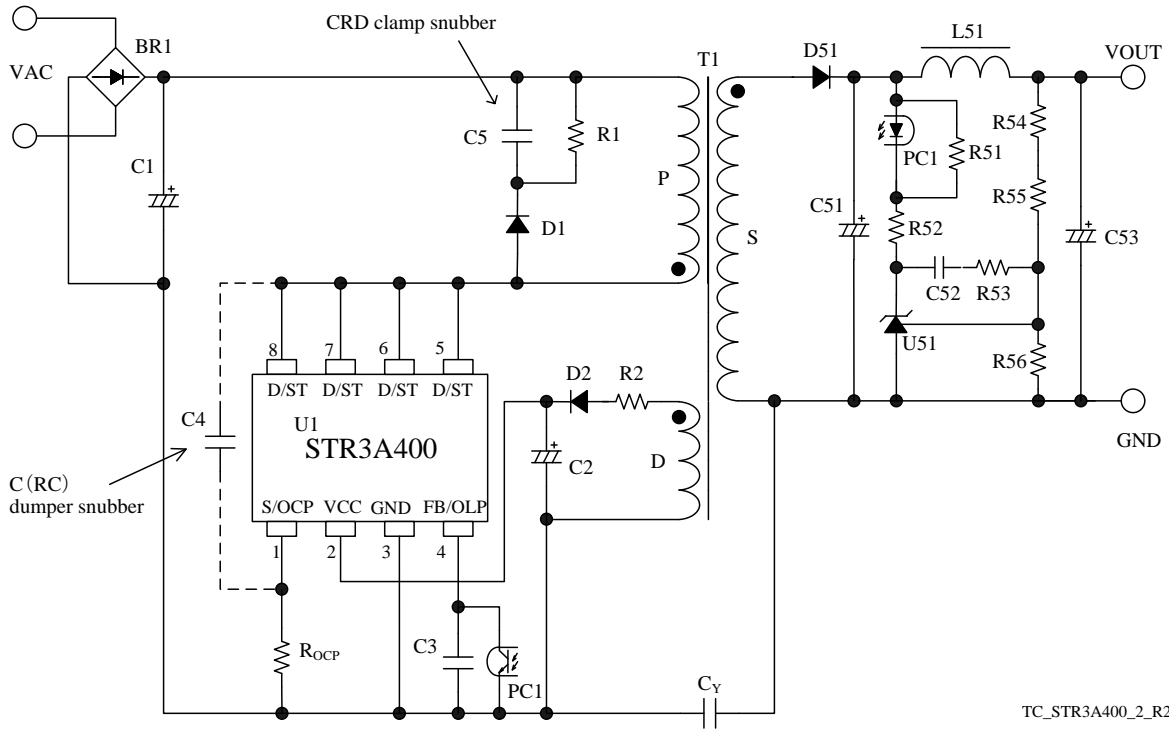 CRD clamp snubber
VAC
BR1
C1
C5
R1
D1
P
T1
S
D51
L51
VOUT
PC1
R51
R54
R55
C51
R52
C53
C52
R53
U51
R56
GND
8
7
6
5
D/ST
D/ST
D/ST
D/ST
U1
STR3A400
S/OCP
VCC
GND
FB/OLP
1
2
3
4
C4
C(RC)
dumper snubber
D2
R2
C2
D
ROCP
C3
PC1
CY
TC_STR3A400_2_R2